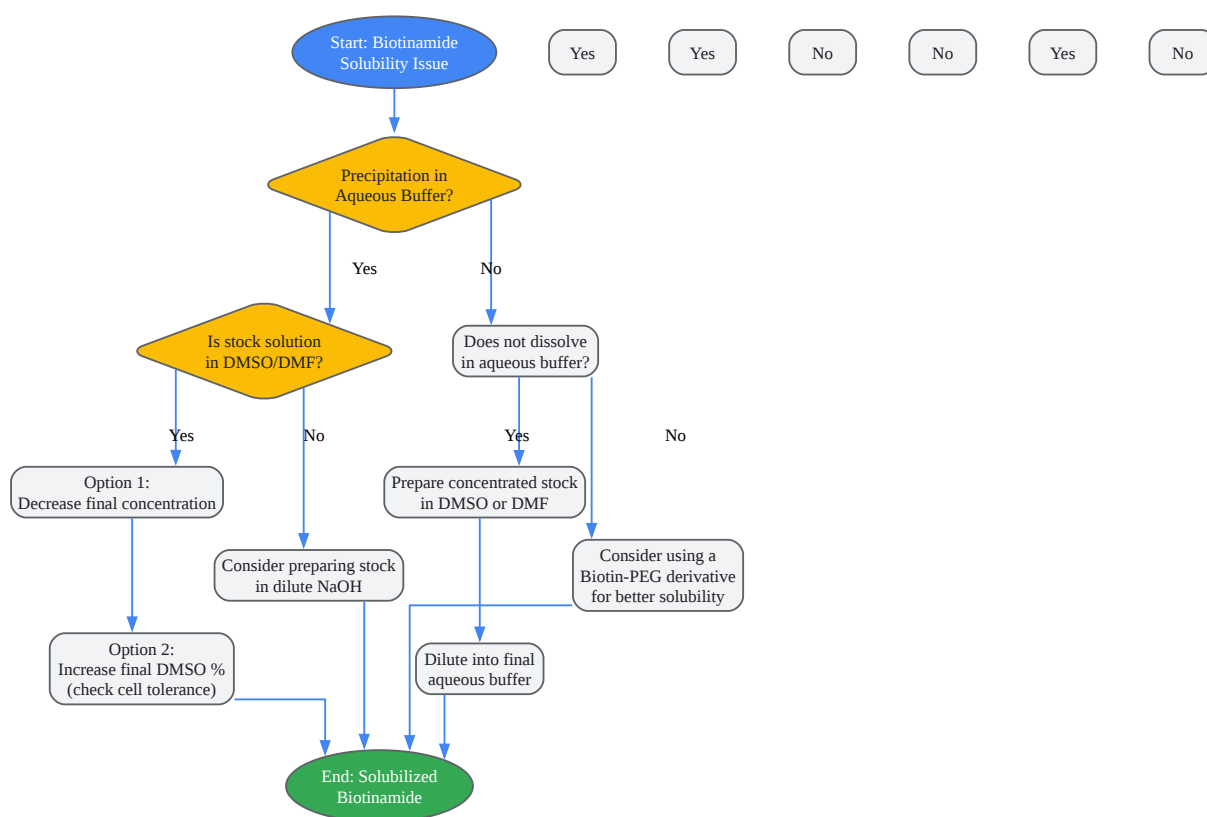 Start: Biotinamide
Solubility Issue
Yes
Yes
No
No
Yes
No
Precipitation in
Aqueous Buffer?
Yes
No
Is stock solution
in DMSO/DMF?
Does not dissolve
in aqueous buffer?
Yes
No
Yes
No
Option 1:
Decrease final concentration
Prepare concentrated stock
in DMSO or DMF
Consider preparing stock
in dilute NaOH
Consider using a
Biotin-PEG derivative
for better solubility
Option 2:
Increase final DMSO %
(check cell tolerance)
Dilute into final
aqueous buffer
End: Solubilized
Biotinamide